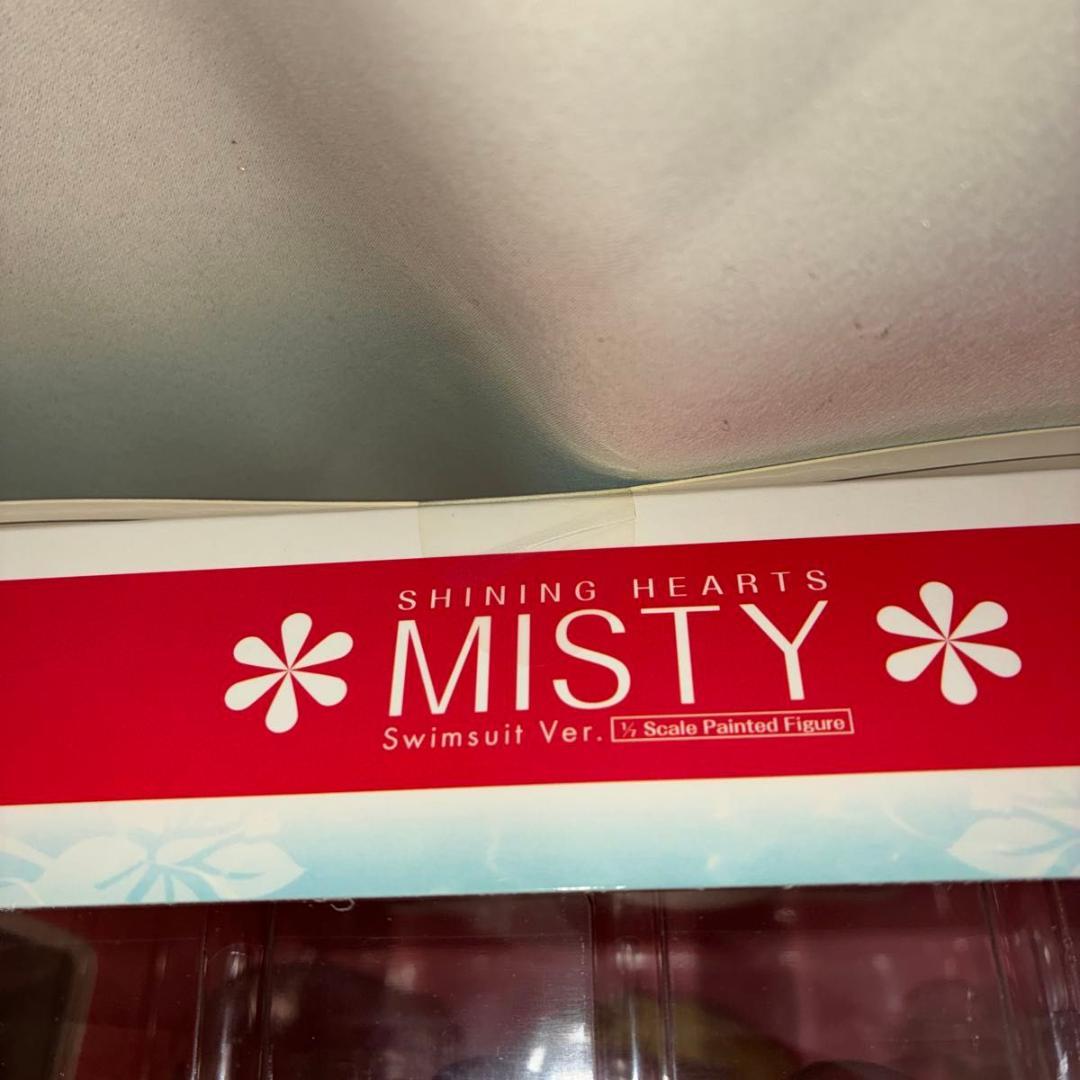 SHINING HEARTS
MISTY
Swimsuit Ver. 1/7 Scale Painted Figure